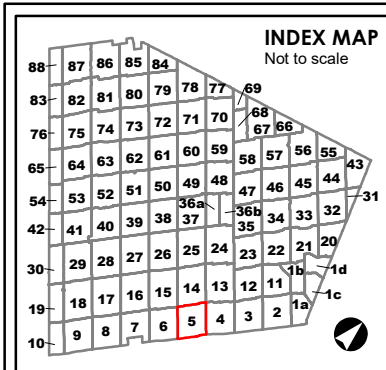 INDEX MAP
Not to scale
88 87 86 85 84
83 82 81 80 79 78 77 69
76 75 74 73 72 71 70 68 67 66
65 64 63 62 61 60 59 58 57 56 55 43
54 53 52 51 50 49 48 47 46 45 44 31
42 41 40 39 38 37 36a 36b 35 34 33 32
30 29 28 27 26 25 24 23 22 21 20
19 18 17 16 15 14 13 12 11 1b 1d
10 9 8 7 6 5 4 3 2 1a 1c